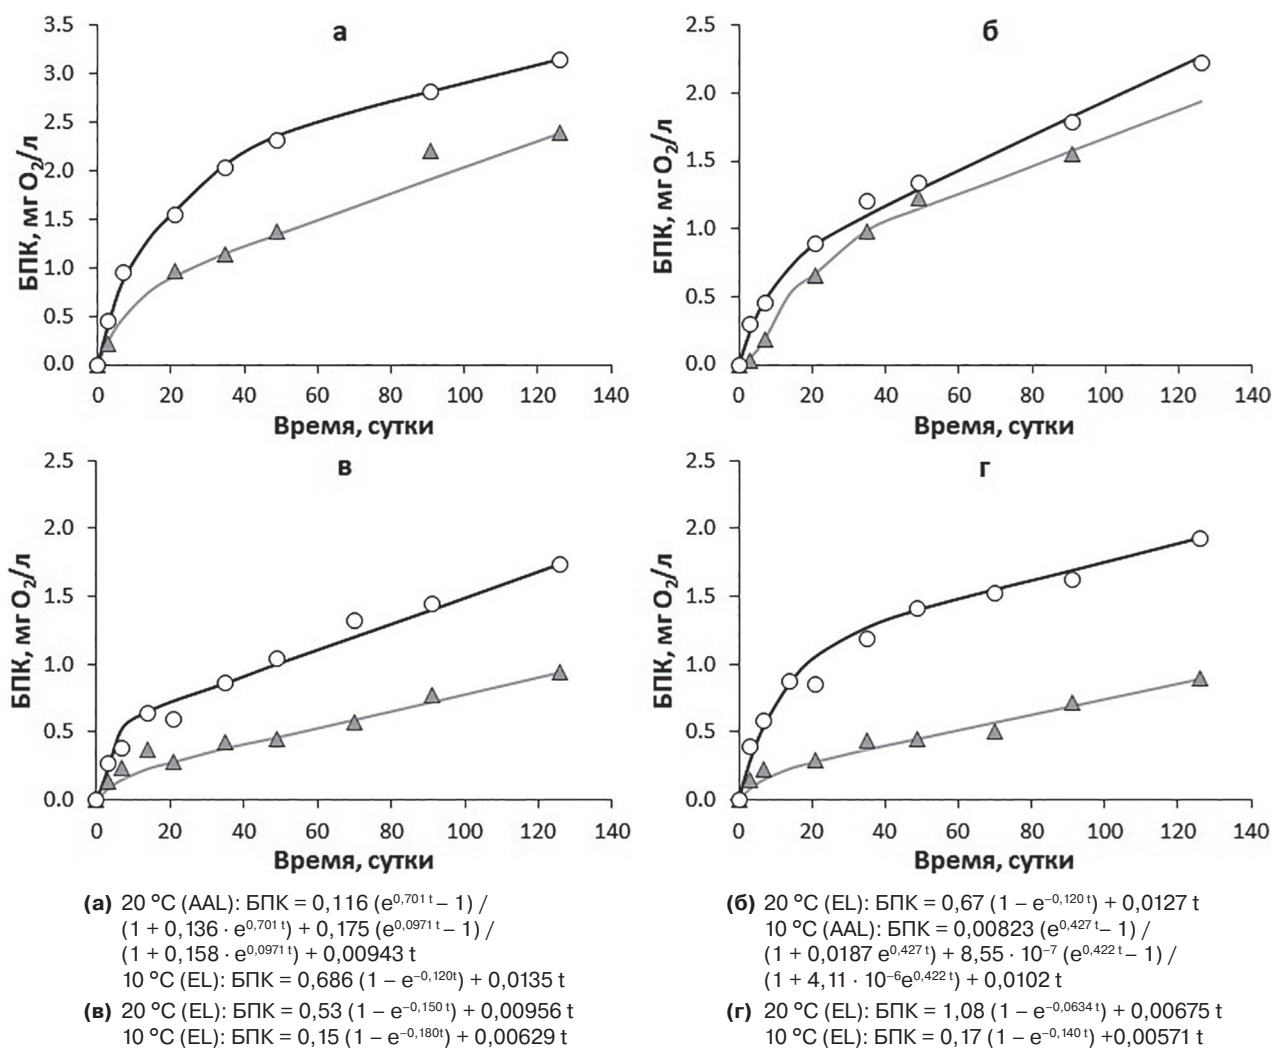 а
3.5
3.0
2.5
2.0
1.5
1.0
0.5
0.0
БПК, мг O₂/л
0 20 40 60 80 100 120 140
Время, сутки
б
2.5
2.0
1.5
1.0
0.5
0.0
БПК, мг O₂/л
0 20 40 60 80 100 120 140
Время, сутки
в
2.5
2.0
1.5
1.0
0.5
0.0
БПК, мг O₂/л
0 20 40 60 80 100 120 140
Время, сутки
г
2.5
2.0
1.5
1.0
0.5
0.0
БПК, мг O₂/л
0 20 40 60 80 100 120 140
Время, сутки
(а) 20 °C (AAL): БПК = 0,116 (e^0,701 t – 1) /
(1 + 0,136 · e^0,701 t) + 0,175 (e^0,0971 t – 1) /
(1 + 0,158 · e^0,0971 t) + 0,00943 t
10 °C (EL): БПК = 0,686 (1 – e^–0,120t) + 0,0135 t
(в) 20 °C (EL): БПК = 0,53 (1 – e^–0,150 t) + 0,00956 t
10 °C (EL): БПК = 0,15 (1 – e^–0,180t) + 0,00629 t
(б) 20 °C (EL): БПК = 0,67 (1 – e^–0,120 t) + 0,0127 t
10 °C (AAL): БПК = 0,00823 (e^0,427 t – 1) /
(1 + 0,0187 e^0,427 t) + 8,55 · 10^–7 (e^0,422 t – 1) /
(1 + 4,11 · 10^–6e^0,422 t) + 0,0102 t
(г) 20 °C (EL): БПК = 1,08 (1 – e^–0,0634 t) + 0,00675 t
10 °C (EL): БПК = 0,17 (1 – e^–0,140 t) +0,00571 t